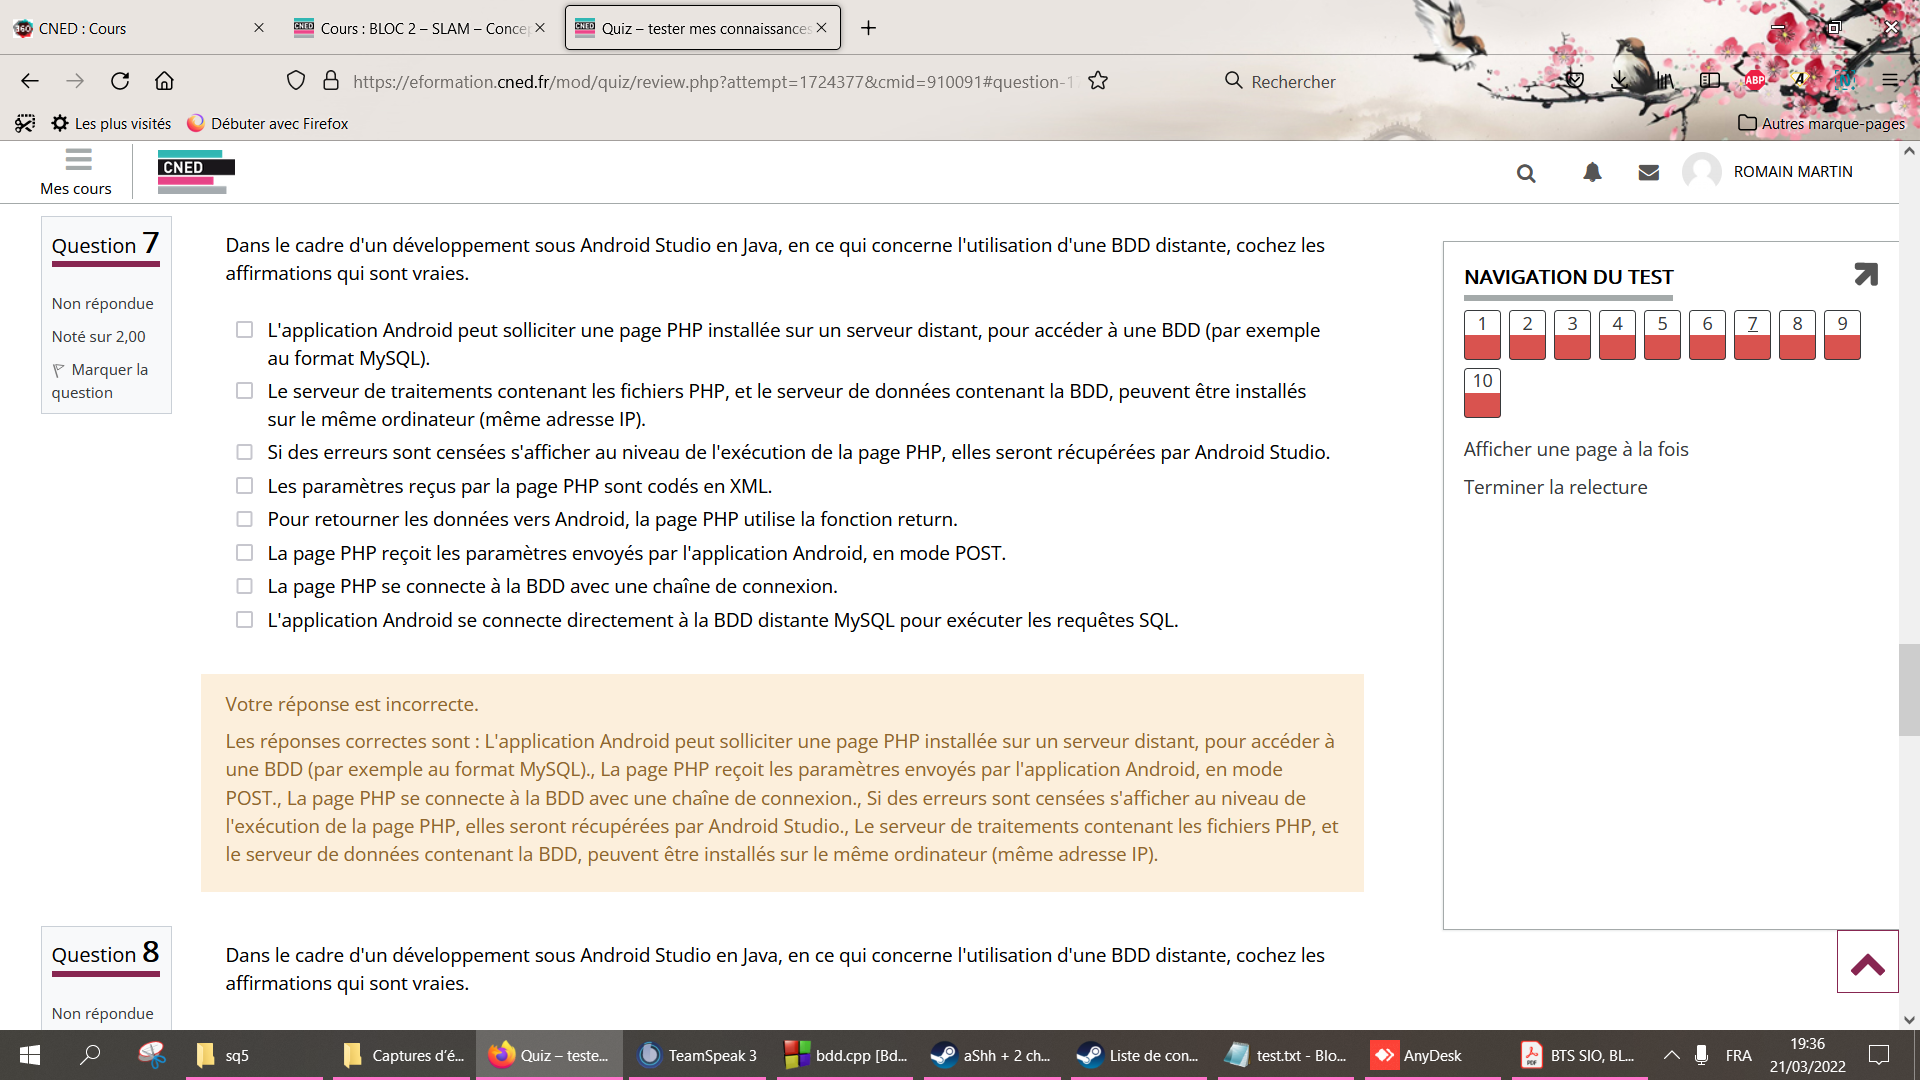 CNED : Cours
Cours : BLOC 2 – SLAM – Conce
Quiz – tester mes connaissances
https://eformation.cned.fr/mod/quiz/review.php?attempt=1724377&cmid=910091#question-1
Rechercher
Les plus visités
Débuter avec Firefox
Autres marque-pages
Mes cours
CNED
ROMAIN MARTIN
Question 7
Non répondue
Noté sur 2,00
Marquer la
question
Dans le cadre d'un développement sous Android Studio en Java, en ce qui concerne l'utilisation d'une BDD distante, cochez les
affirmations qui sont vraies.
L'application Android peut solliciter une page PHP installée sur un serveur distant, pour accéder à une BDD (par exemple
au format MySQL).
Le serveur de traitements contenant les fichiers PHP, et le serveur de données contenant la BDD, peuvent être installés
sur le même ordinateur (même adresse IP).
Si des erreurs sont censées s'afficher au niveau de l'exécution de la page PHP, elles seront récupérées par Android Studio.
Les paramètres reçus par la page PHP sont codés en XML.
Pour retourner les données vers Android, la page PHP utilise la fonction return.
La page PHP reçoit les paramètres envoyés par l'application Android, en mode POST.
La page PHP se connecte à la BDD avec une chaîne de connexion.
L'application Android se connecte directement à la BDD distante MySQL pour exécuter les requêtes SQL.
Votre réponse est incorrecte.
Les réponses correctes sont : L'application Android peut solliciter une page PHP installée sur un serveur distant, pour accéder à
une BDD (par exemple au format MySQL)., La page PHP reçoit les paramètres envoyés par l'application Android, en mode
POST., La page PHP se connecte à la BDD avec une chaîne de connexion., Si des erreurs sont censées s'afficher au niveau de
l'exécution de la page PHP, elles seront récupérées par Android Studio., Le serveur de traitements contenant les fichiers PHP, et
le serveur de données contenant la BDD, peuvent être installés sur le même ordinateur (même adresse IP).
NAVIGATION DU TEST
1 2 3 4 5 6 7 8 9
10
Afficher une page à la fois
Terminer la relecture
Question 8
Non répondue
Dans le cadre d'un développement sous Android Studio en Java, en ce qui concerne l'utilisation d'une BDD distante, cochez les
affirmations qui sont vraies.
sq5
Captures d'é...
Quiz – teste...
TeamSpeak 3
bdd.cpp [Bd...
aShh + 2 ch...
Liste de con...
test.txt - Blo...
AnyDesk
BTS SIO, BL...
FRA
19:36
21/03/2022